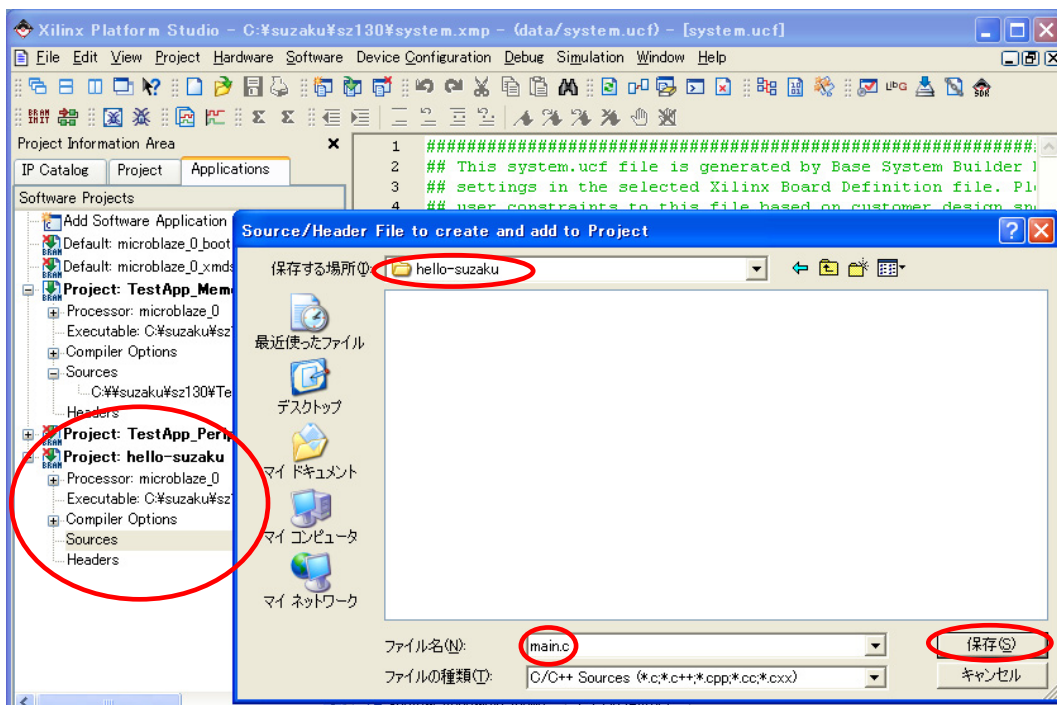 Xilinx Platform Studio - C:¥suzaku¥sz130¥system.xmp - (data/system.ucf) - [system.ucf]
File Edit View Project Hardware Software Device Configuration Debug Simulation Window Help
Project Information Area
IP Catalog Project Applications
Software Projects
Add Software Application
Default: microblaze_0_boot
Default: microblaze_0_xmds
Project: TestApp_Mem
Processor: microblaze_0
Executable: C:¥suzaku¥sz1
Compiler Options
Sources
C:¥¥suzaku¥sz130¥Te
Headers
Project: TestApp_Perip
Project: hello-suzaku
Processor: microblaze_0
Executable: C:¥suzaku¥sz
Compiler Options
Sources
Headers
1 ##############################################################
2 ## This system.ucf file is generated by Base System Builder
3 ## settings in the selected Xilinx Board Definition file. Pl
4 ## user constraints to this file based on customer design
Source/Header File to create and add to Project
保存する場所(I): hello-suzaku
最近使ったファイル
デスクトップ
マイ ドキュメント
マイ コンピュータ
マイ ネットワーク
ファイル名(N): main.c 保存(S)
ファイルの種類(T): C/C++ Sources (*.c;*.c++;*.cpp;*.cc;*.cxx) キャンセル